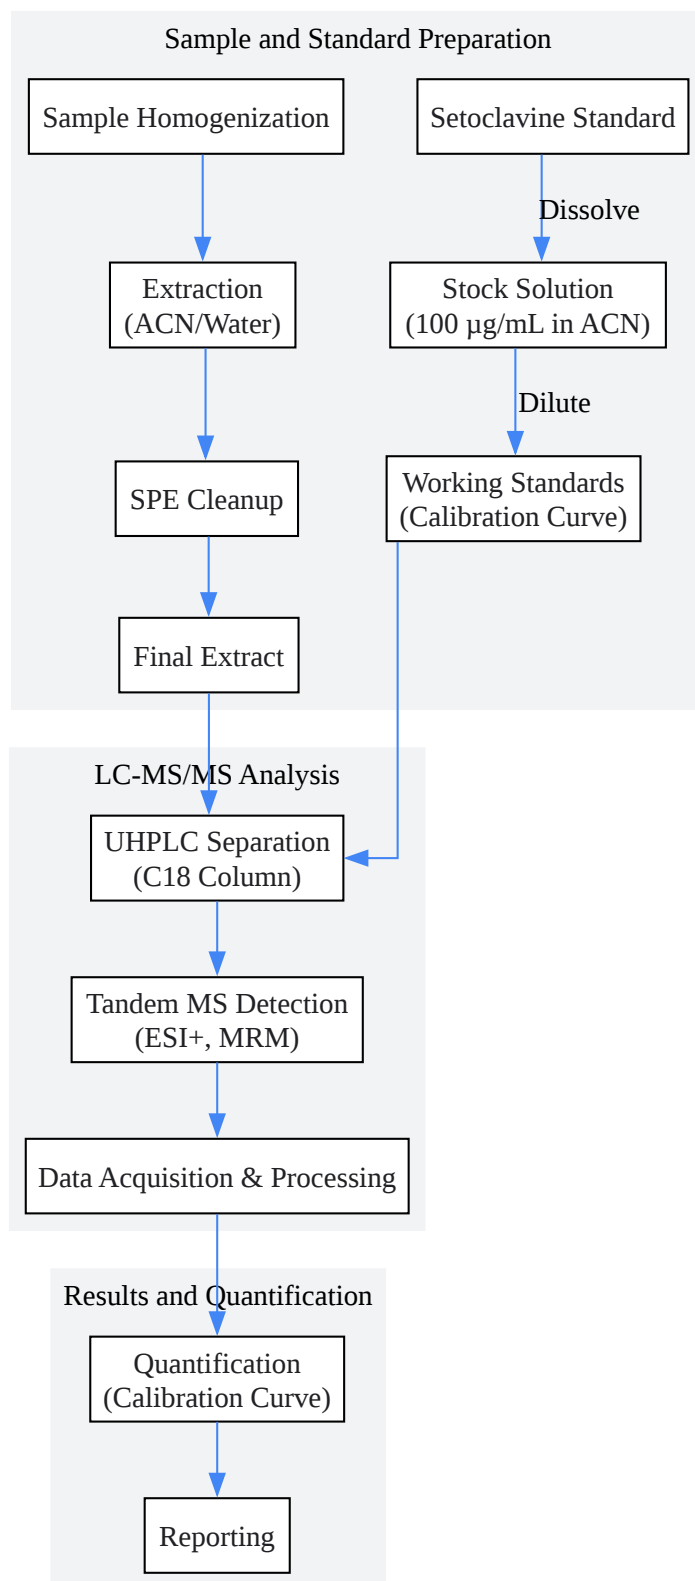 Sample and Standard Preparation
Sample Homogenization
Setoclavine Standard
Dissolve
Extraction
(ACN/Water)
Stock Solution
(100 µg/mL in ACN)
Dilute
SPE Cleanup
Working Standards
(Calibration Curve)
Final Extract
LC-MS/MS Analysis
UHPLC Separation
(C18 Column)
Tandem MS Detection
(ESI+, MRM)
Data Acquisition & Processing
Results and Quantification
Quantification
(Calibration Curve)
Reporting